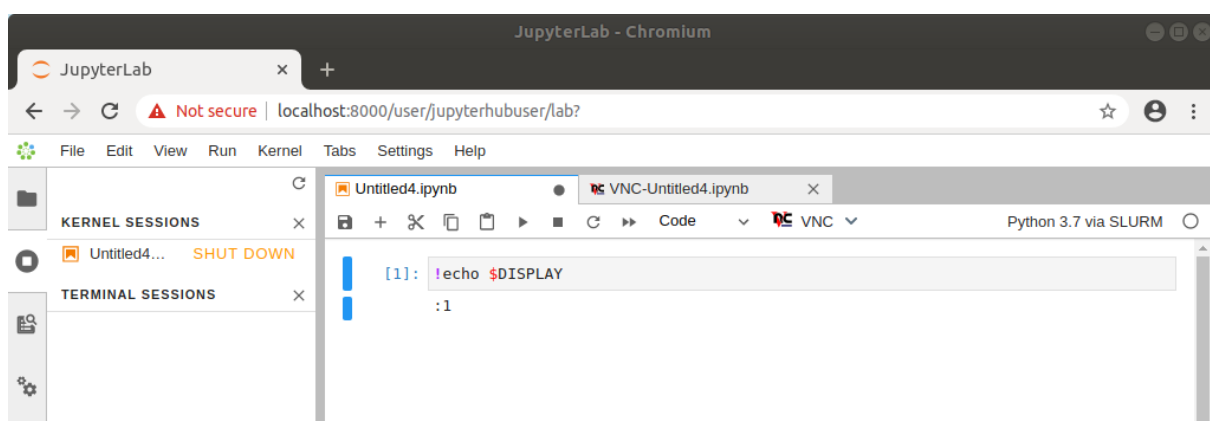 JupyterLab - Chromium
JupyterLab × +
Not secure | localhost:8000/user/jupyterhubuser/lab?
File Edit View Run Kernel Tabs Settings Help
Untitled4.ipynb VNC-Untitled4.ipynb
KERNEL SESSIONS
Code VNC Python 3.7 via SLURM
Untitled4... SHUT DOWN
[1]: !echo $DISPLAY
TERMINAL SESSIONS
:1